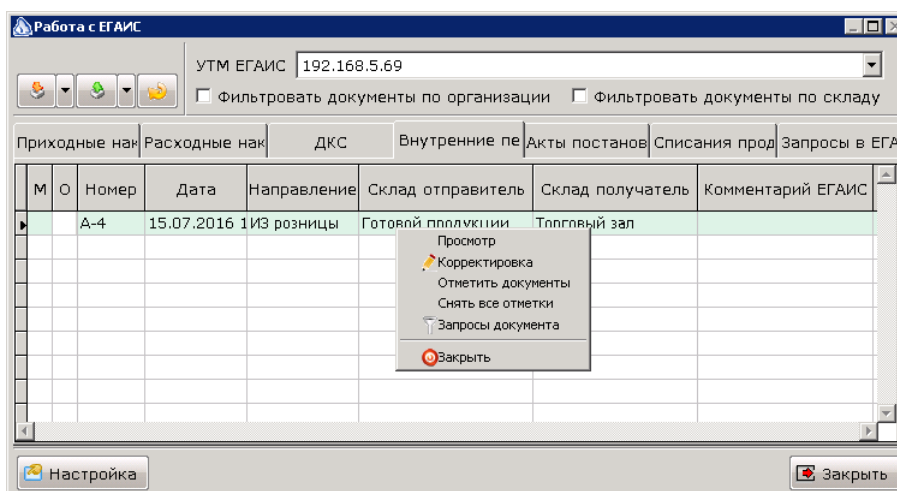 Работа с ЕГАИС
УТМ ЕГАИС 192.168.5.69
Фильтровать документы по организации Фильтровать документы по складу
Приходные нак Расходные нак ДКС Внутренние пе Акты постанов Списания прод Запросы в ЕГА
М О Номер Дата Направление Склад отправитель Склад получатель Комментарий ЕГАИС
А-4 15.07.2016 1 ИЗ розницы Готовой продукции Торговый зал
Просмотр
Корректировка
Отметить документы
Снять все отметки
Запросы документа
Закрыть
Настройка Закрыть